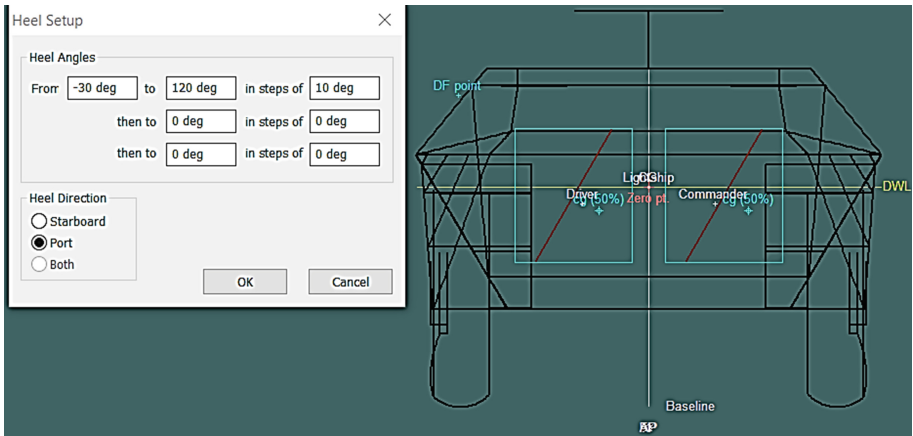 Heel Setup
Heel Angles
From -30 deg to 120 deg in steps of 10 deg
then to 0 deg in steps of 0 deg
then to 0 deg in steps of 0 deg
Heel Direction
Starboard
Port
Both
OK Cancel
DF point
DWL
Driver
cg (50%)
Zero pt.
Commander
cg (50%)
Baseline